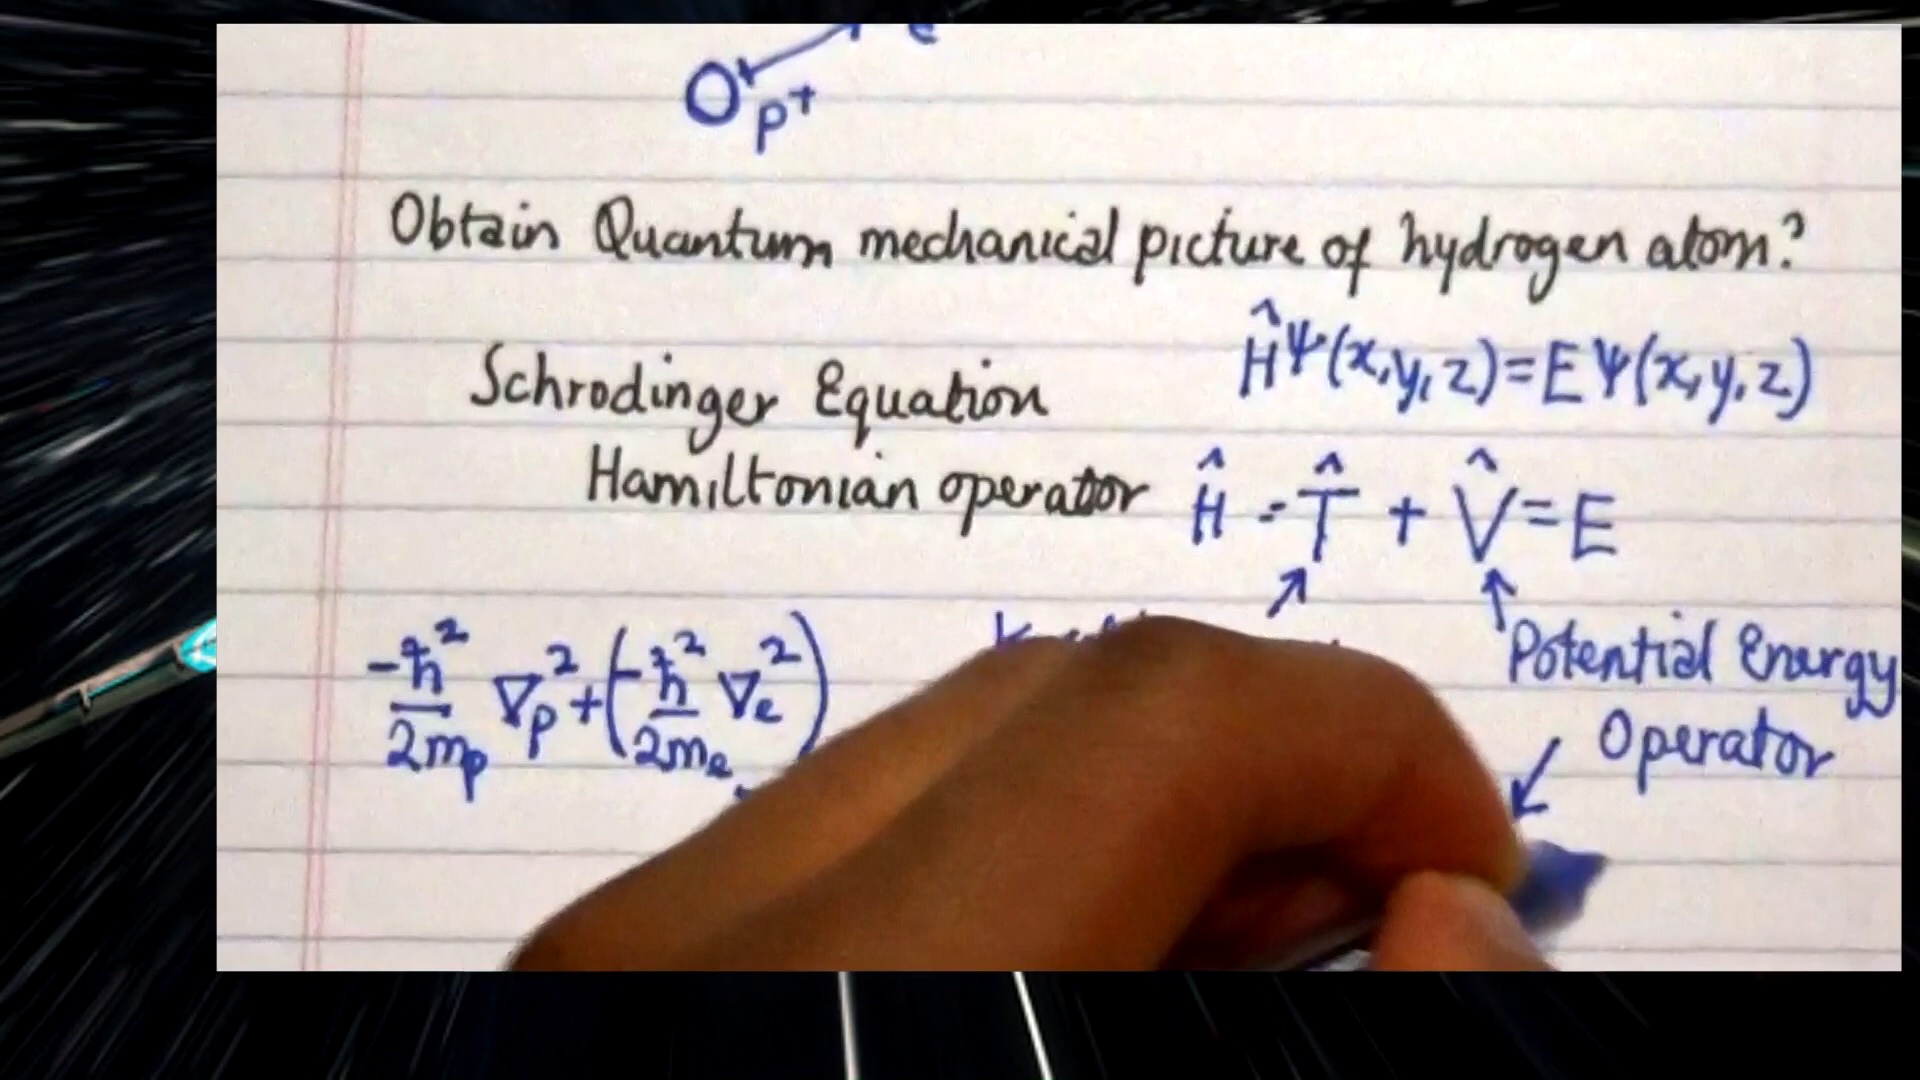 e
p⁺
Obtain Quantum mechanical picture of hydrogen atom?
Schrodinger Equation
ĤΨ(x,y,z)=EΨ(x,y,z)
Hamiltonian operator Ĥ = T̂ + V̂ = E
-ħ²/2mₚ ∇ₚ² + (-ħ²/2mₑ ∇ₑ²)
Potential Energy
Operator